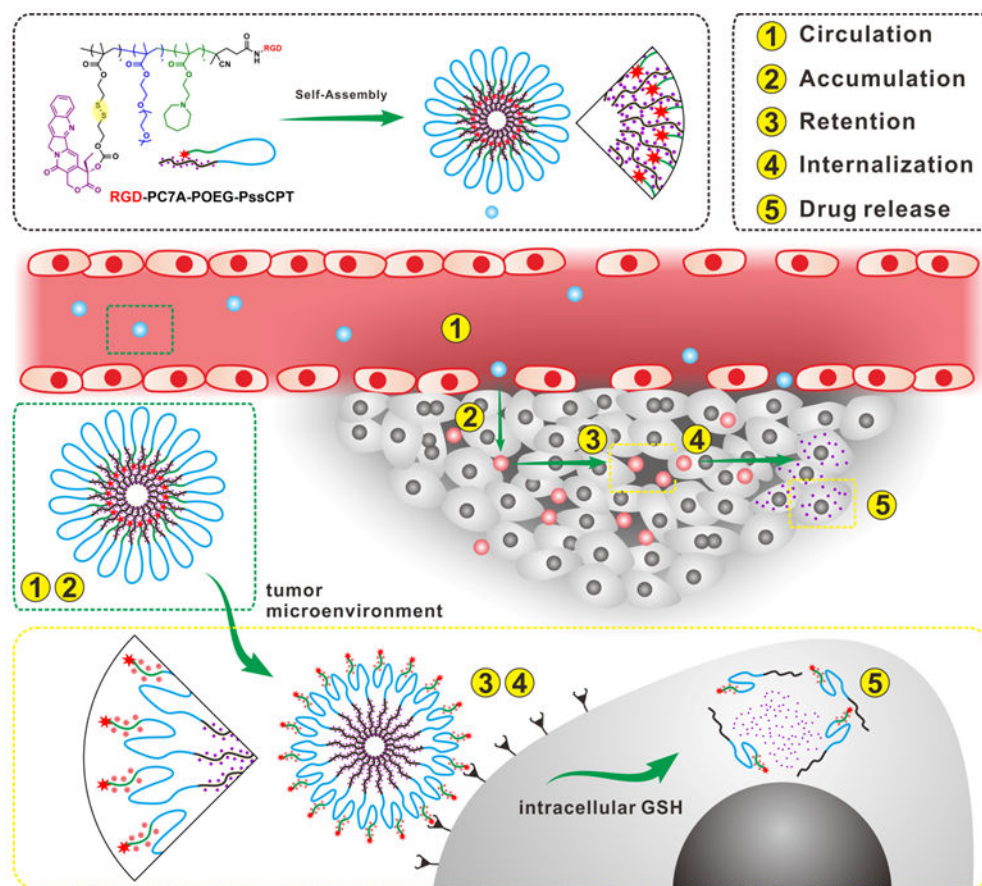 RGD
O
N
H
CN
O
O
O
O
O
O
O
O
S
S
N
O
O
N
N
O
O
O
O
O
Self-Assembly
RGD-PC7A-POEG-PssCPT
1 Circulation
2 Accumulation
3 Retention
4 Internalization
5 Drug release
1
2
3
4
5
1 2
tumor
microenvironment
3 4
5
intracellular GSH